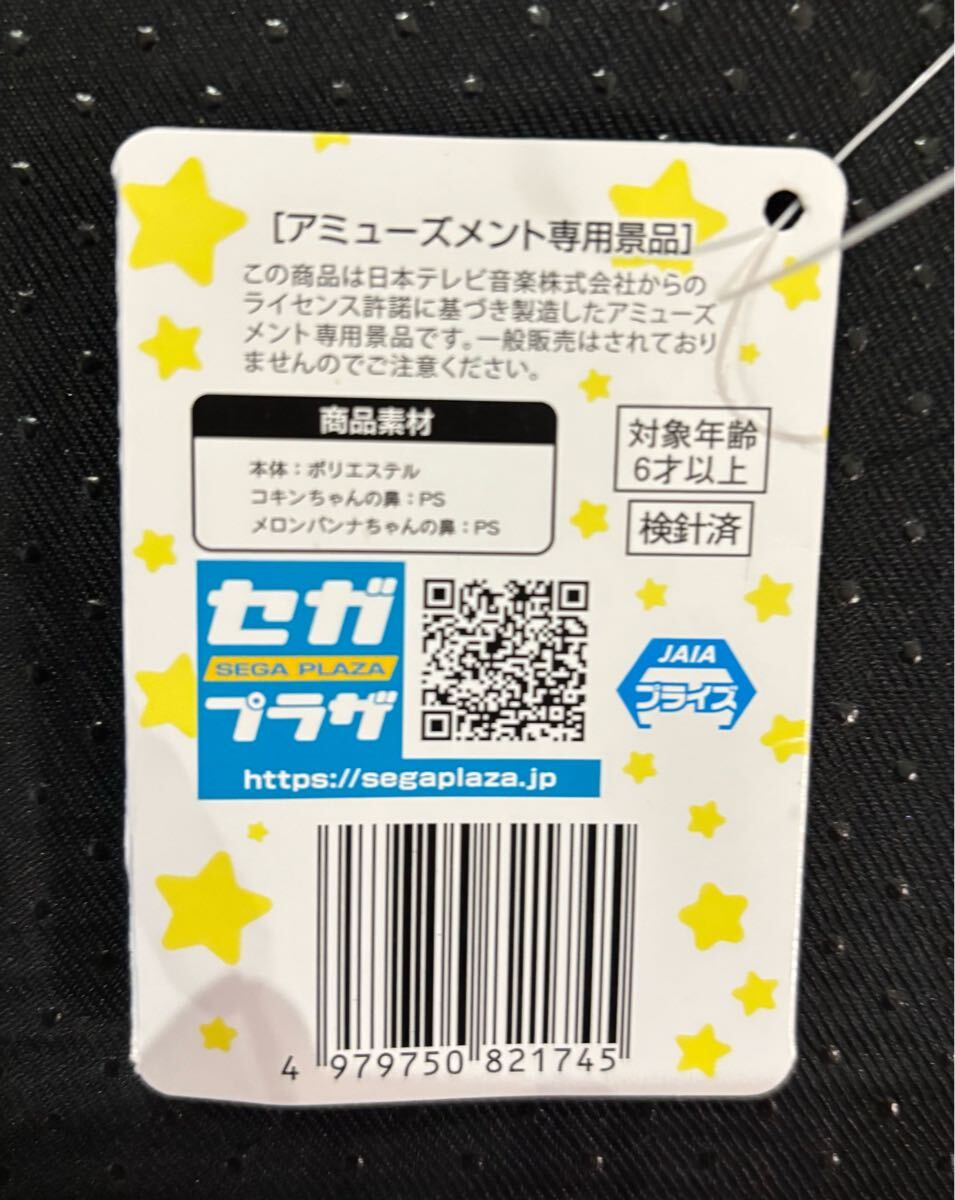 [アミューズメント専用景品]
この商品は日本テレビ音楽株式会社からの
ライセンス許諾に基づき製造したアミューズ
メント専用景品です。一般販売はされており
ませんのでご注意ください。
商品素材
本体：ポリエステル
コキンちゃんの鼻：PS
メロンパンナちゃんの鼻：PS
対象年齢
6才以上
検針済
セガ
SEGA PLAZA
プラザ
https://segaplaza.jp
JAIA
プライズ
4 979750 821745